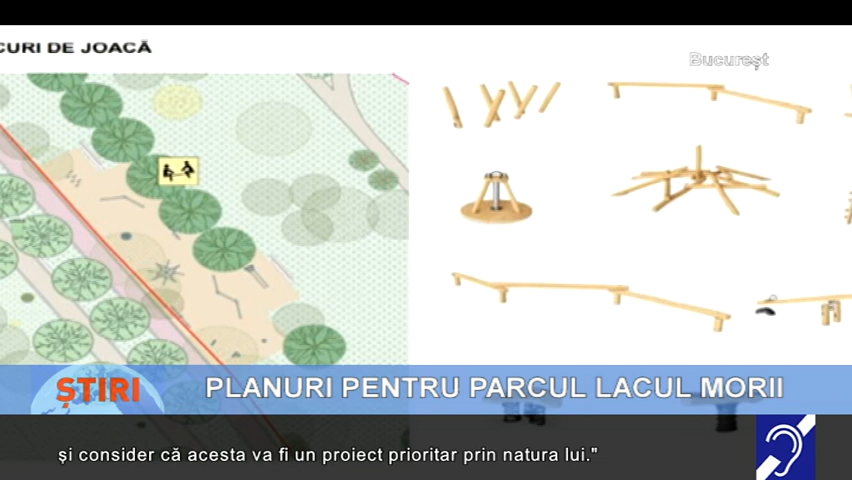 CURI DE JOACĂ
București
ȘTIRI
PLANURI PENTRU PARCUL LACUL MORII
și consider că acesta va fi un proiect prioritar prin natura lui."